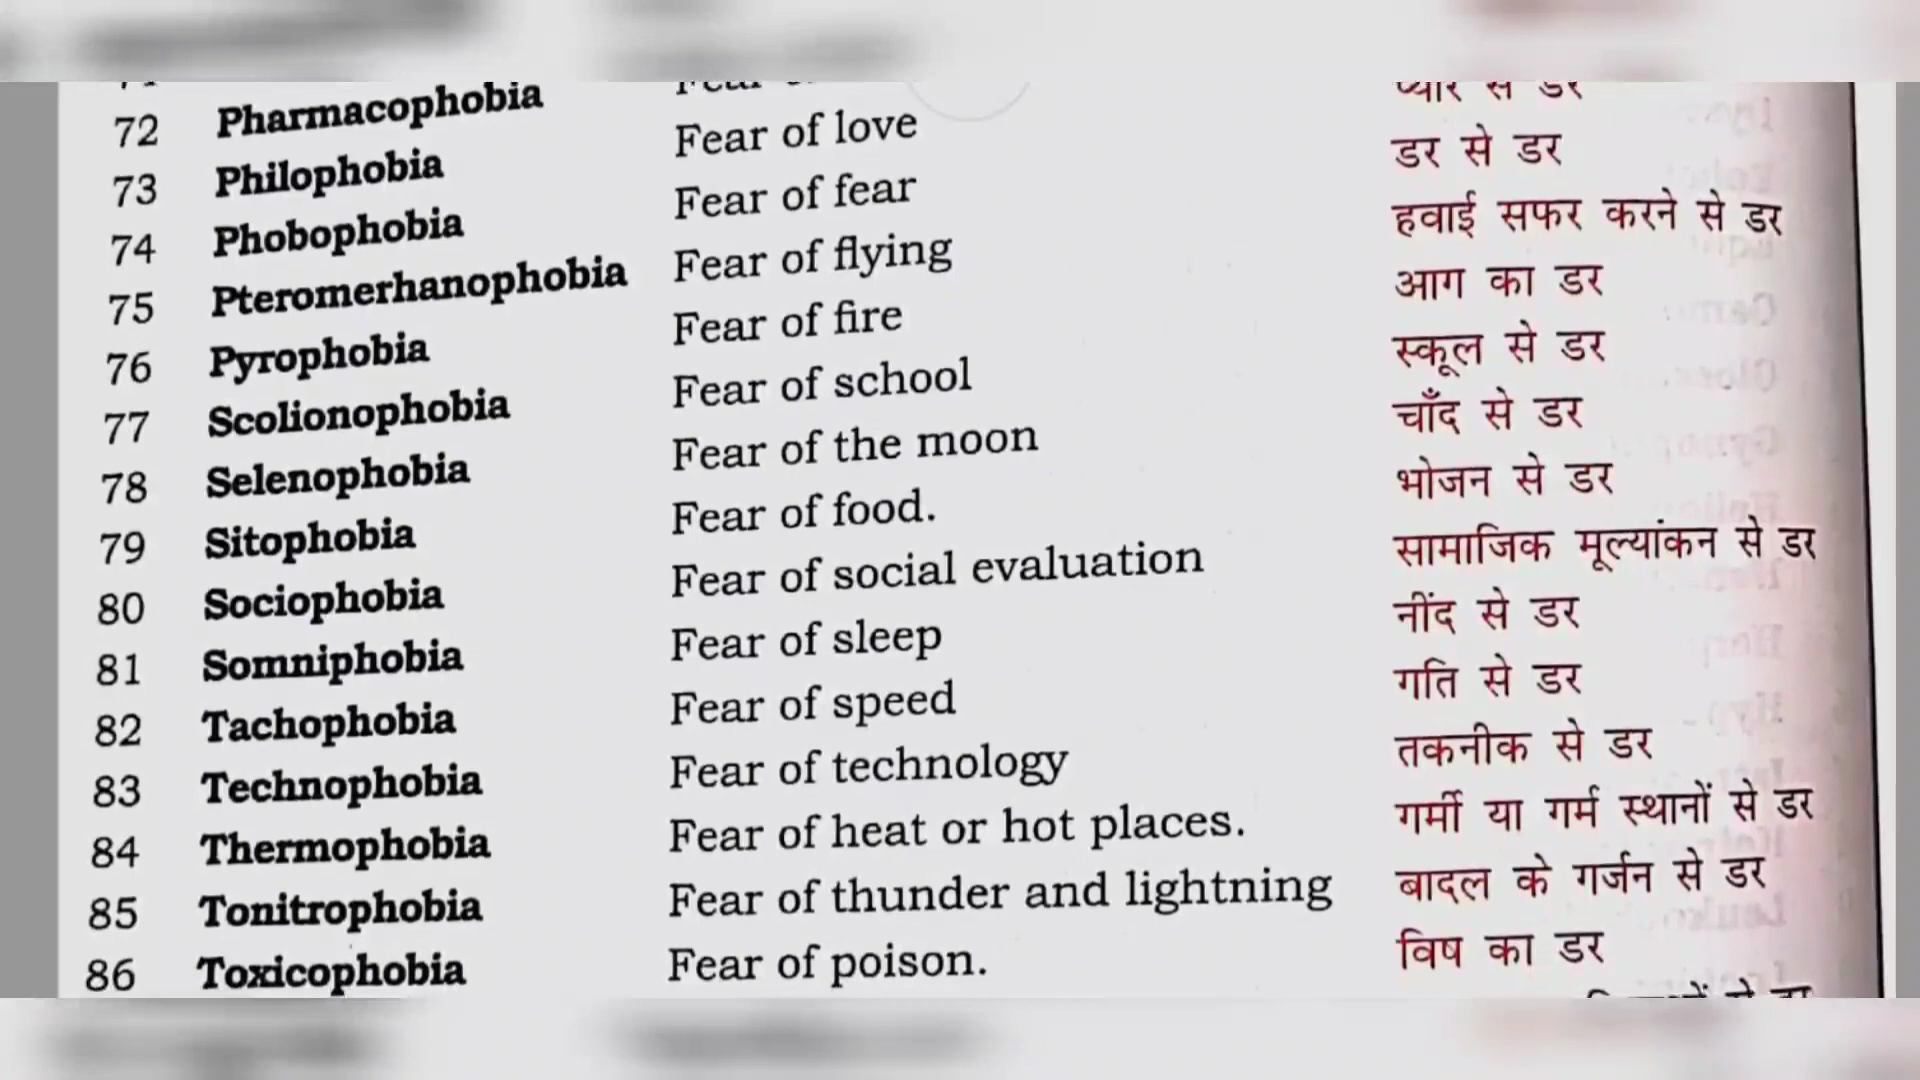 72 Pharmacophobia Fear
73 Philophobia Fear of love प्यार से डर
74 Phobophobia Fear of fear डर से डर
75 Pteromerhanophobia Fear of flying हवाई सफर करने से डर
76 Pyrophobia Fear of fire आग का डर
77 Scolionophobia Fear of school स्कूल से डर
78 Selenophobia Fear of the moon चाँद से डर
79 Sitophobia Fear of food. भोजन से डर
80 Sociophobia Fear of social evaluation सामाजिक मूल्यांकन से डर
81 Somniphobia Fear of sleep नींद से डर
82 Tachophobia Fear of speed गति से डर
83 Technophobia Fear of technology तकनीक से डर
84 Thermophobia Fear of heat or hot places. गर्मी या गर्म स्थानों से डर
85 Tonitrophobia Fear of thunder and lightning बादल के गर्जन से डर
86 Toxicophobia Fear of poison. विष का डर